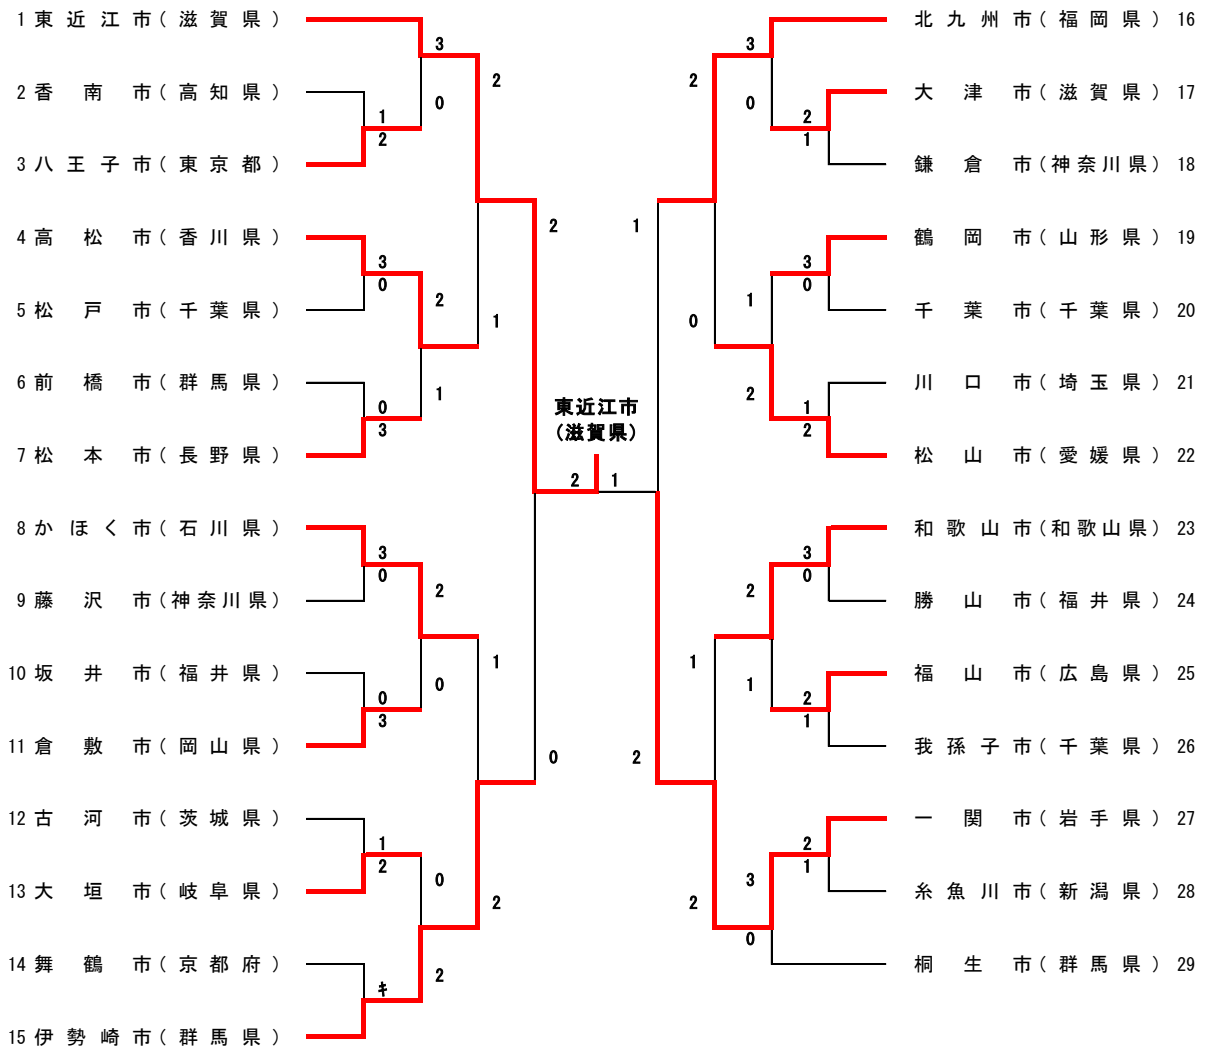 1 東近江市(滋賀県)
2 香南市(高知県)
3 八王子市(東京都)
4 高松市(香川県)
5 松戸市(千葉県)
6 前橋市(群馬県)
7 松本市(長野県)
8 かほく市(石川県)
9 藤沢市(神奈川県)
10 坂井市(福井県)
11 倉敷市(岡山県)
12 古河市(茨城県)
13 大垣市(岐阜県)
14 舞鶴市(京都府)
15 伊勢崎市(群馬県)
3
0
1
2
2
3
0
2
1
1
0
3
2
3
0
2
0
1
0
3
1
2
0
2
キ
2
0
東近江市
(滋賀県)
2 1
北九州市(福岡県) 16
大津市(滋賀県) 17
鎌倉市(神奈川県) 18
鶴岡市(山形県) 19
千葉市(千葉県) 20
川口市(埼玉県) 21
松山市(愛媛県) 22
和歌山市(和歌山県) 23
勝山市(福井県) 24
福山市(広島県) 25
我孫子市(千葉県) 26
一関市(岩手県) 27
糸魚川市(新潟県) 28
桐生市(群馬県) 29
3
2
0
2
1
1
3
0
1
0
2
1
2
3
0
2
1
1
2
1
2
2
1
3
2
0